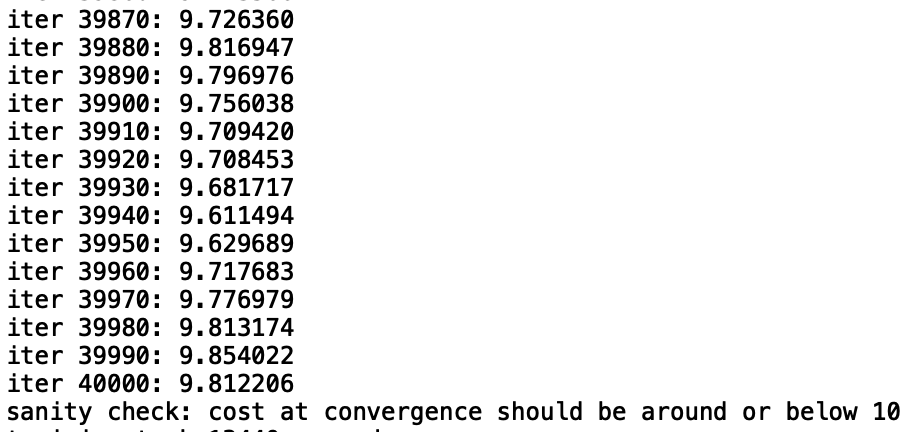 iter 39870: 9.726360
iter 39880: 9.816947
iter 39890: 9.796976
iter 39900: 9.756038
iter 39910: 9.709420
iter 39920: 9.708453
iter 39930: 9.681717
iter 39940: 9.611494
iter 39950: 9.629689
iter 39960: 9.717683
iter 39970: 9.776979
iter 39980: 9.813174
iter 39990: 9.854022
iter 40000: 9.812206
sanity check: cost at convergence should be around or below 10